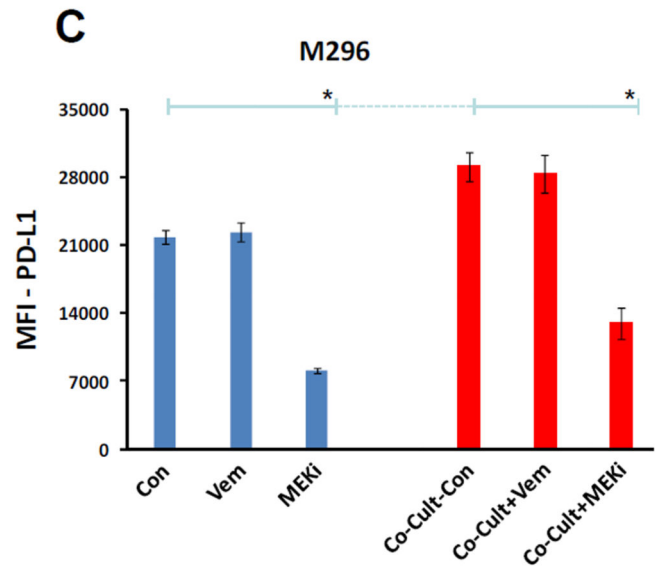 C
M296
* *
35000
28000
21000
14000
7000
0
MFI - PD-L1
Con
Vem
MEKi
Co-Cult-Con
Co-Cult+Vem
Co-Cult+MEKi